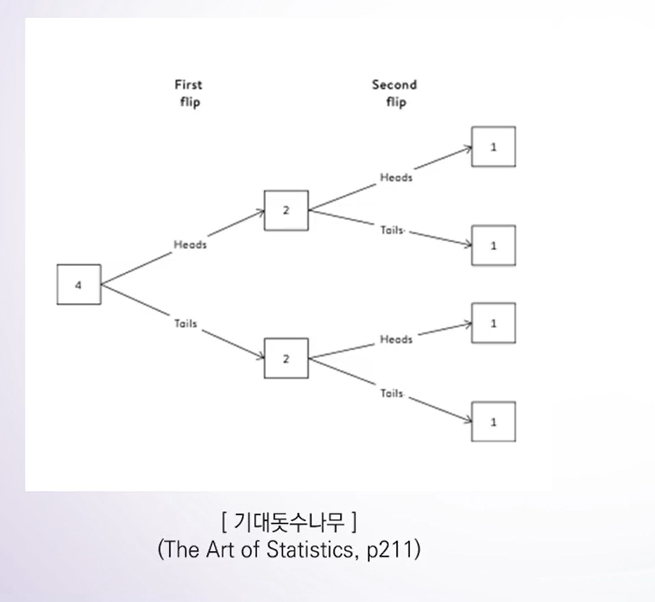 First
flip
Second
flip
1
Heads
2
Tails
1
Heads
4
Tails
1
2
Heads
Tails
1
[ 기대돗수나무 ]
(The Art of Statistics, p211)